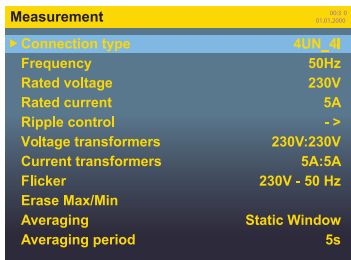 Measurement
00:0 0
01.01.2000
Connection type 4UN_4I
Frequency 50Hz
Rated voltage 230V
Rated current 5A
Ripple control - >
Voltage transformers 230V:230V
Current transformers 5A:5A
Flicker 230V - 50 Hz
Erase Max/Min
Averaging Static Window
Averaging period 5s